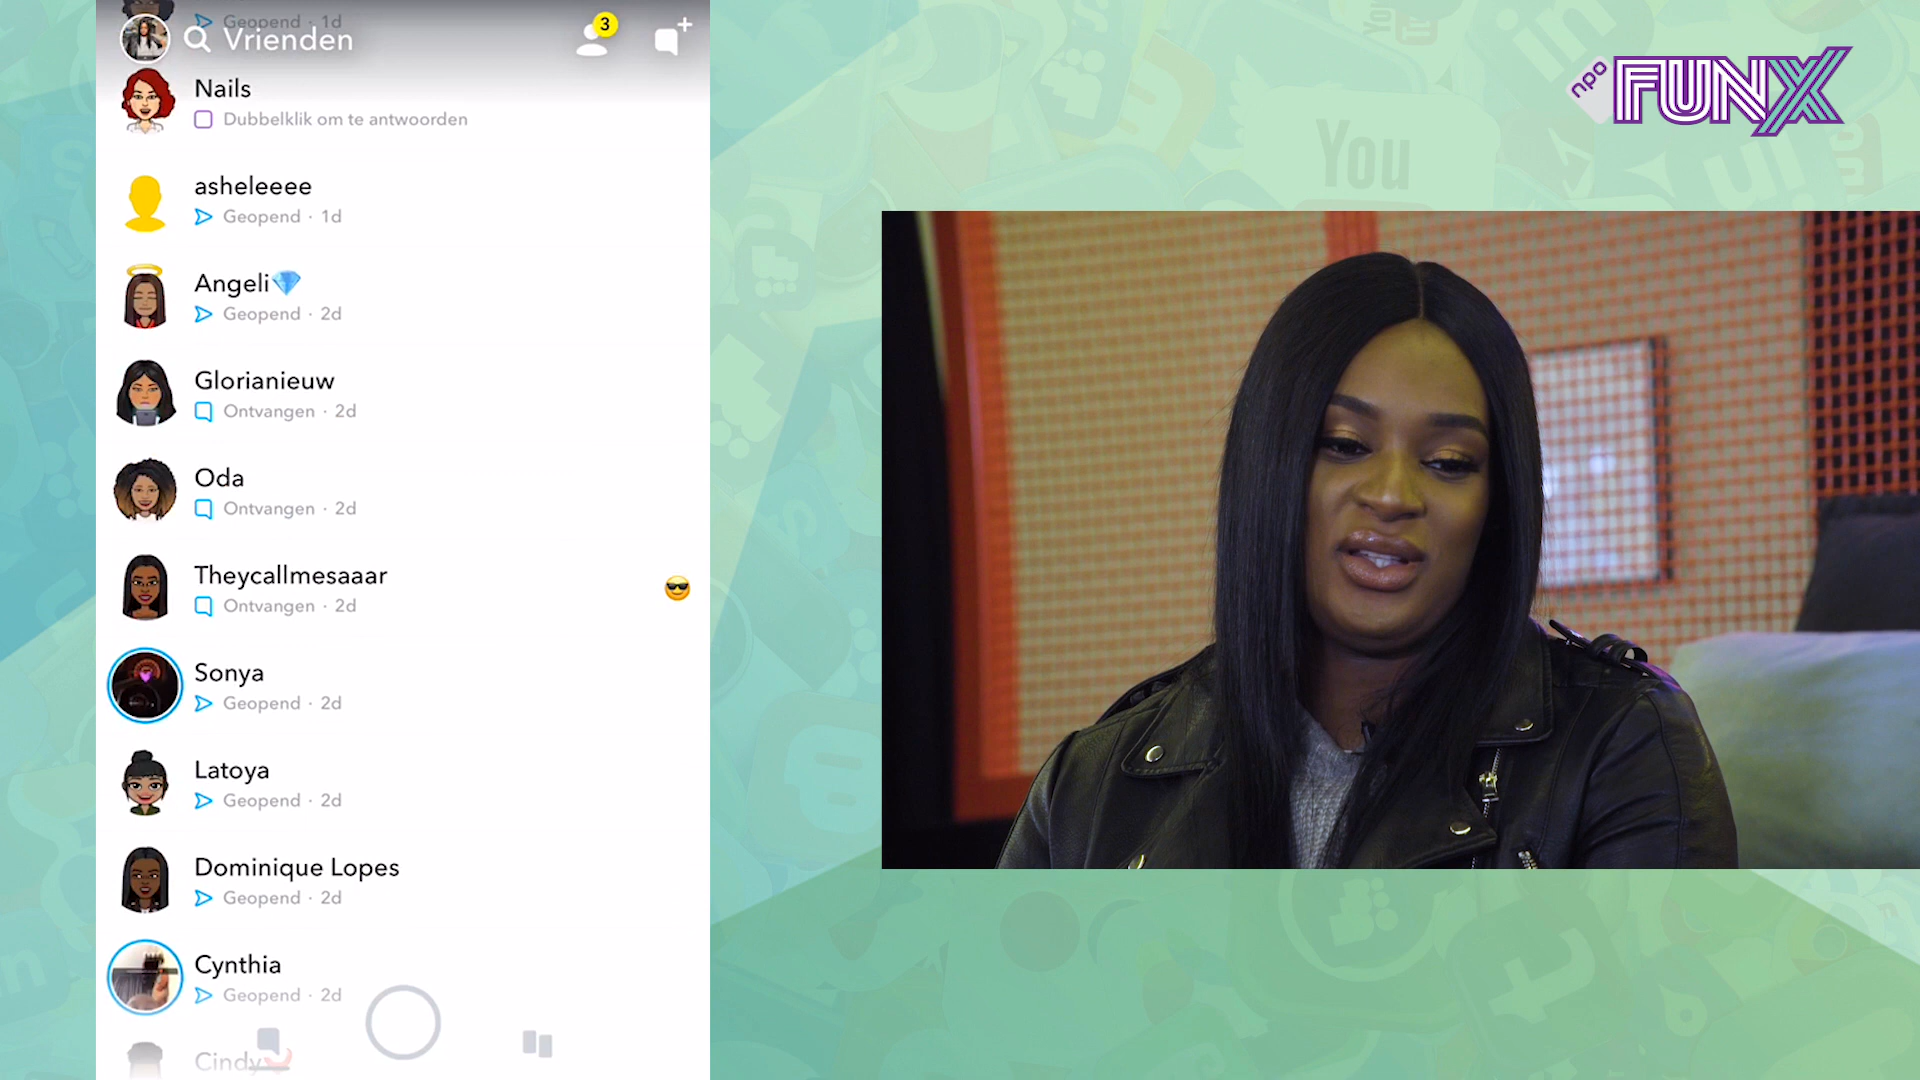 Geopend · 1d
Vrienden
3
Nails
Dubbelklik om te antwoorden
asheleeee
Geopend · 1d
Angeli
Geopend · 2d
Glorianieuw
Ontvangen · 2d
Oda
Ontvangen · 2d
Theycallmesaaar
Ontvangen · 2d
Sonya
Geopend · 2d
Latoya
Geopend · 2d
Dominique Lopes
Geopend · 2d
Cynthia
Geopend · 2d
Cindy
npo FUNX
You
in